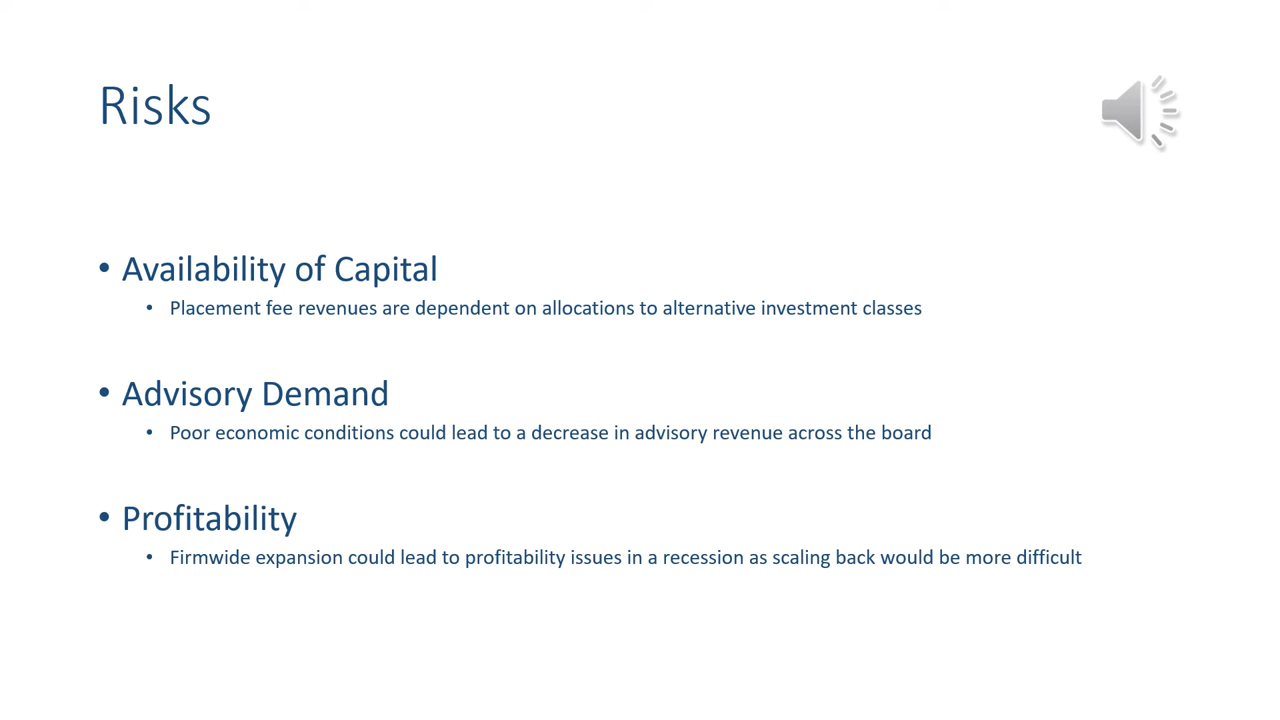 Risks
• Availability of Capital
• Placement fee revenues are dependent on allocations to alternative investment classes
• Advisory Demand
• Poor economic conditions could lead to a decrease in advisory revenue across the board
• Profitability
• Firmwide expansion could lead to profitability issues in a recession as scaling back would be more difficult